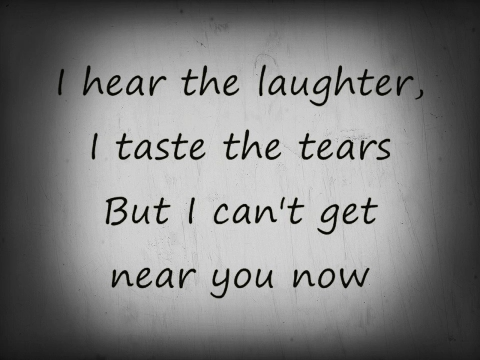 I hear the laughter,
I taste the tears
But I can't get
near you now